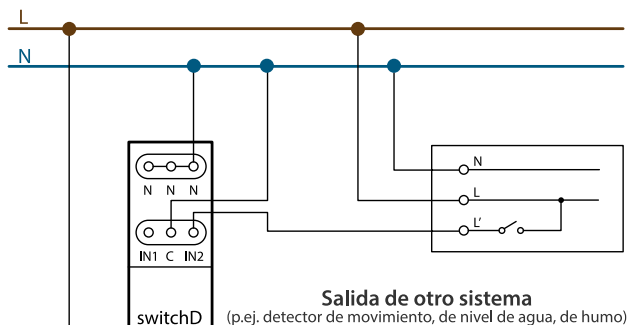 L
N
N
L
L'
N N N
IN1 C IN2
switchD
Salida de otro sistema
(p.ej. detector de movimiento, de nivel de agua, de humo)